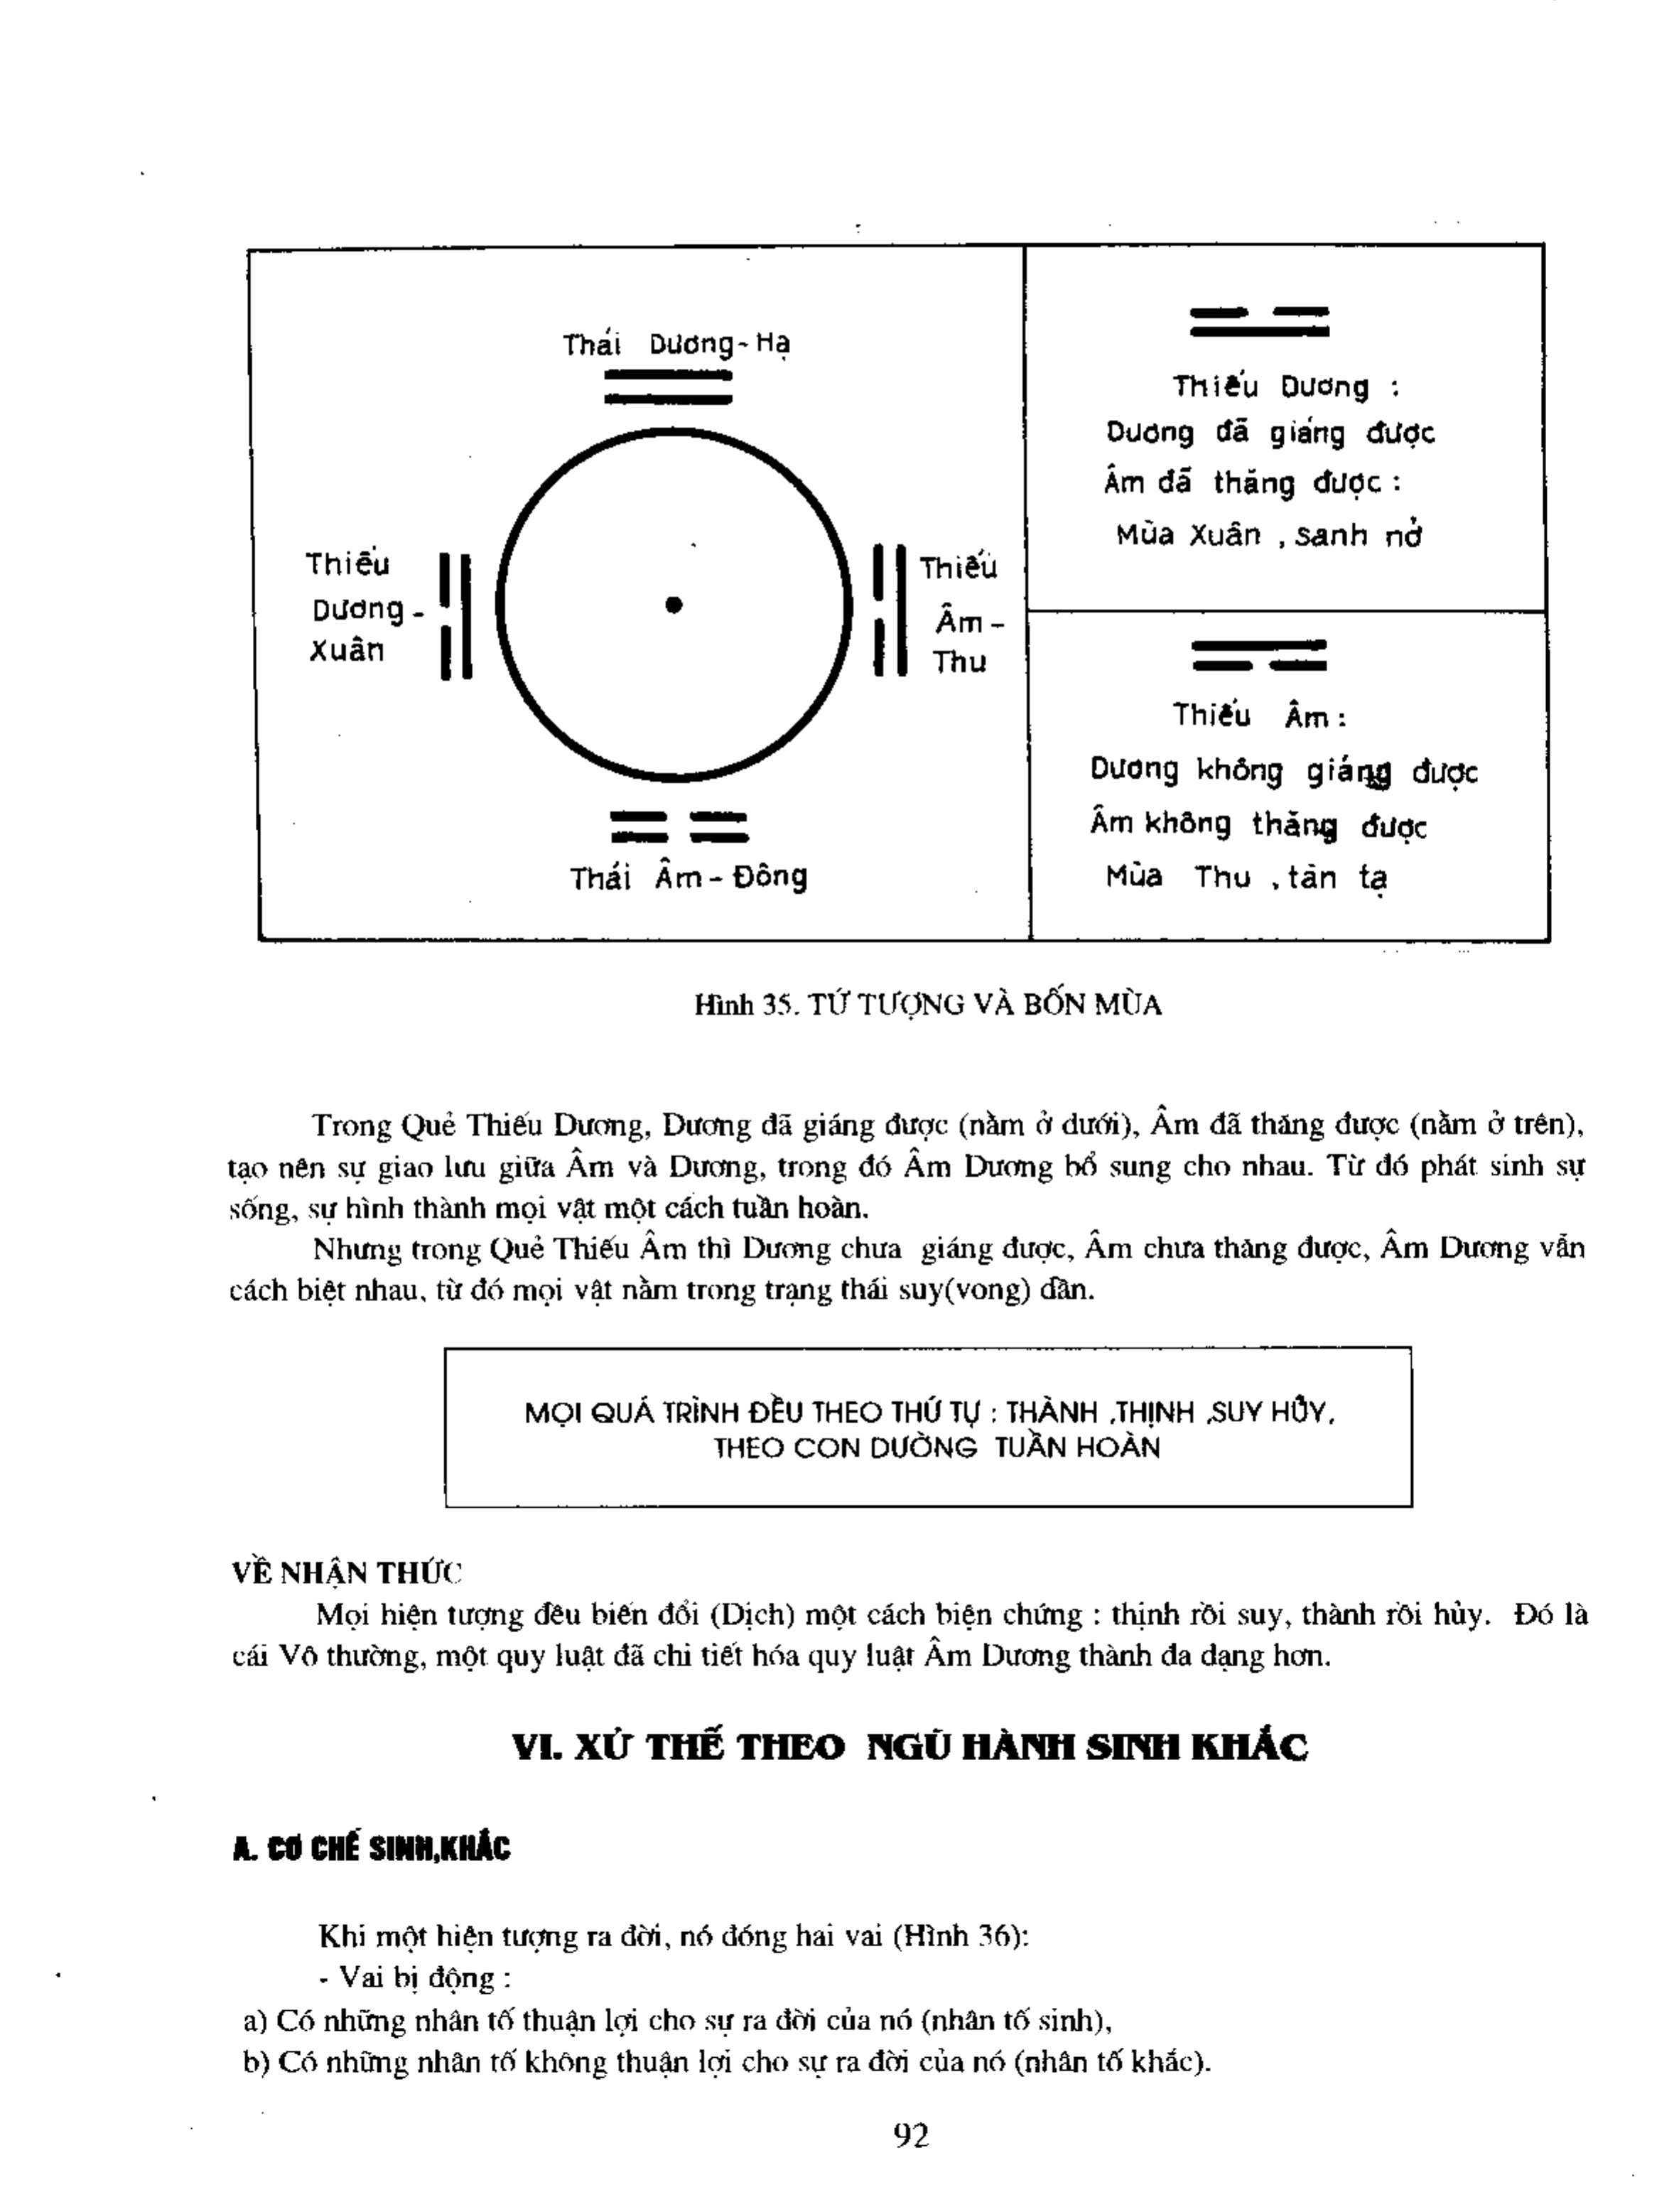 Thái Dương - Hạ
Thiếu
Dương -
Xuân
Thiếu
Âm -
Thu
Thái Âm - Đông
Thiếu Dương :
Dương đã giáng được
Âm đã thăng được :
Mùa Xuân , sanh nở
Thiếu Âm :
Dương không giáng được
Âm không thăng được
Mùa Thu , tàn tạ
Hình 35. TỨ TƯỢNG VÀ BỐN MÙA
Trong Quẻ Thiếu Dương, Dương đã giáng được (nằm ở dưới), Âm đã thăng được (nằm ở trên),
tạo nên sự giao lưu giữa Âm và Dương, trong đó Âm Dương bổ sung cho nhau. Từ đó phát sinh sự
sống, sự hình thành mọi vật một cách tuần hoàn.
Nhưng trong Quẻ Thiếu Âm thì Dương chưa giáng được, Âm chưa thăng được, Âm Dương vẫn
cách biệt nhau, từ đó mọi vật nằm trong trạng thái suy(vong) dần.
MỌI QUÁ TRÌNH ĐỀU THEO THỨ TỰ : THÀNH ,THỊNH ,SUY HỦY,
THEO CON DƯỜNG TUẦN HOÀN
VỀ NHẬN THỨC
Mọi hiện tượng đều biến đổi (Dịch) một cách biện chứng : thịnh rồi suy, thành rồi hủy. Đó là
cái Vô thường, một quy luật đã chi tiết hóa quy luật Âm Dương thành đa dạng hơn.
VI. XỬ THẾ THEO NGŨ HÀNH SINH KHẮC
A. CƠ CHẾ SINH,KHẮC
Khi một hiện tượng ra đời, nó đóng hai vai (Hình 36):
- Vai bị động :
a) Có những nhân tố thuận lợi cho sự ra đời của nó (nhân tố sinh),
b) Có những nhân tố không thuận lợi cho sự ra đời của nó (nhân tố khắc).
92